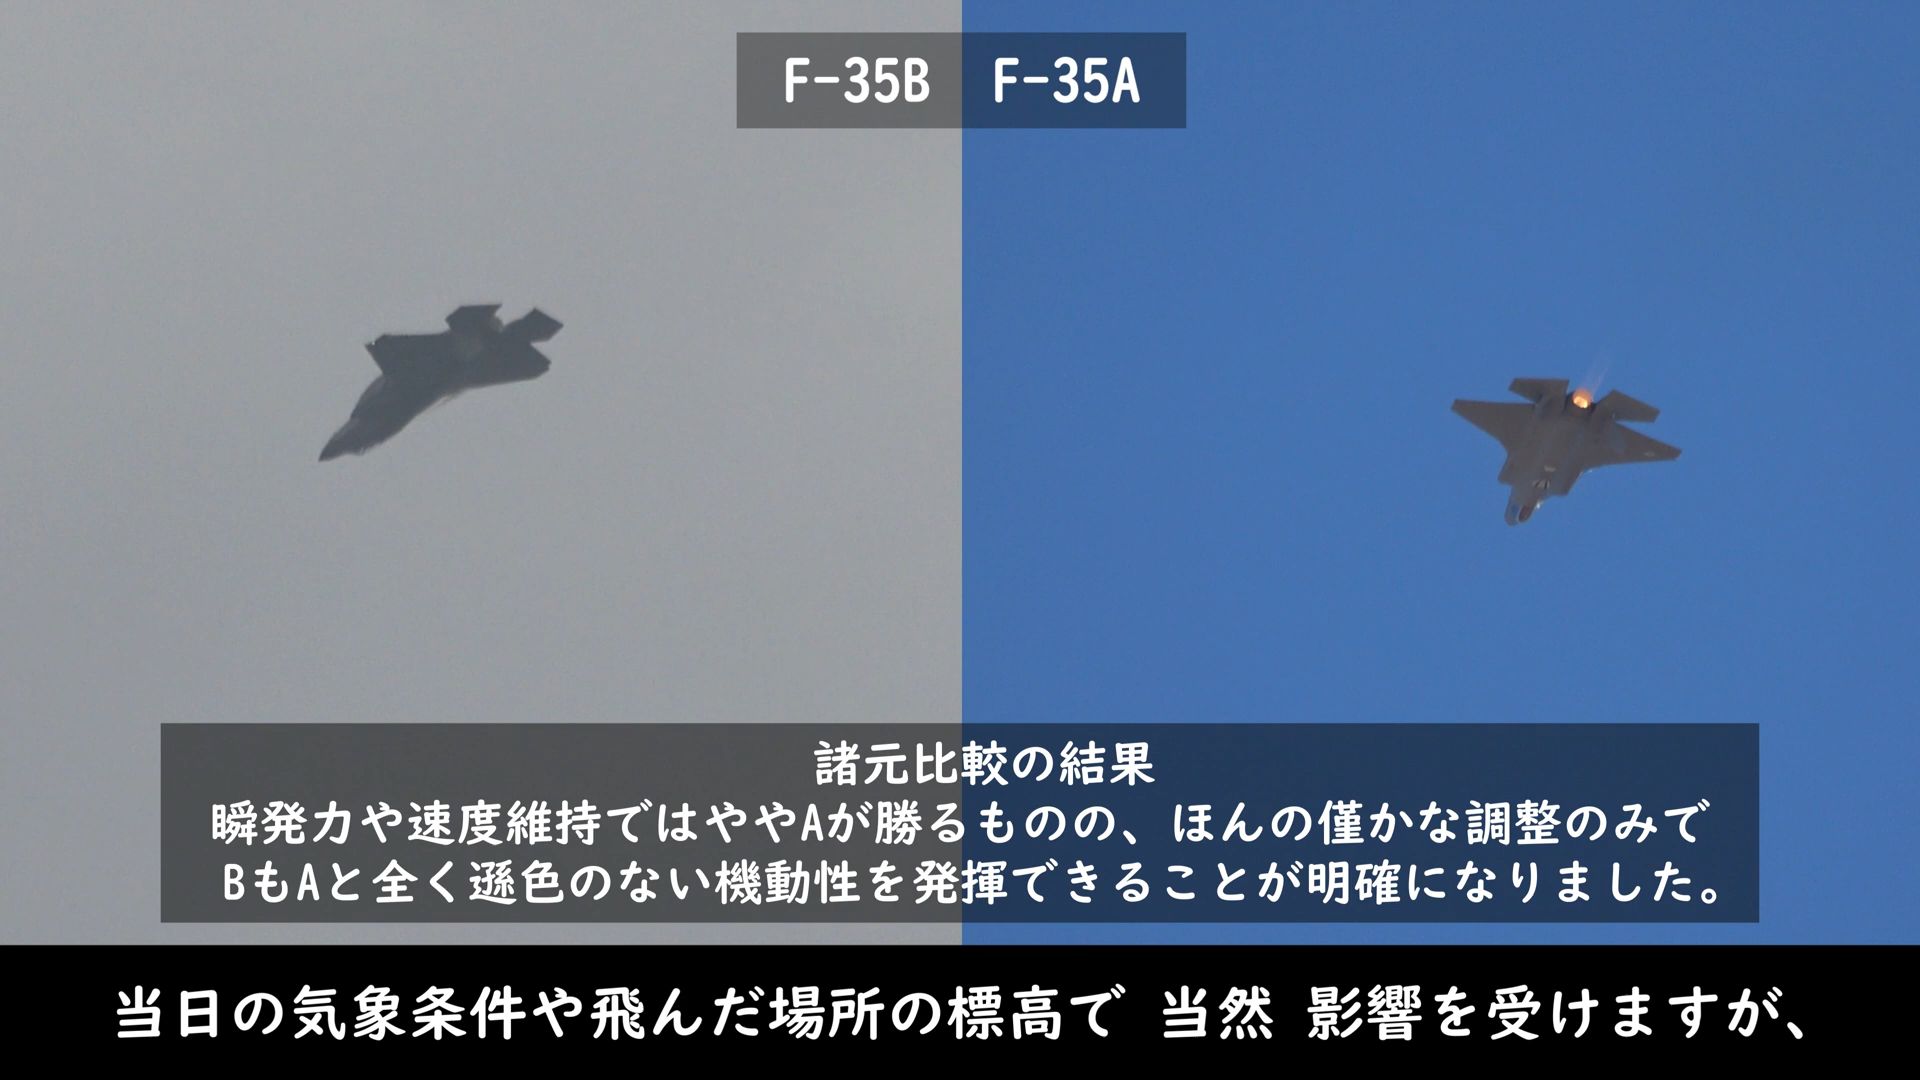 F-35B F-35A
諸元比較の結果
瞬発力や速度維持ではややAが勝るものの、ほんの僅かな調整のみで
BもAと全く遜色のない機動性を発揮できることが明確になりました。
当日の気象条件や飛んだ場所の標高で 当然 影響を受けますが、